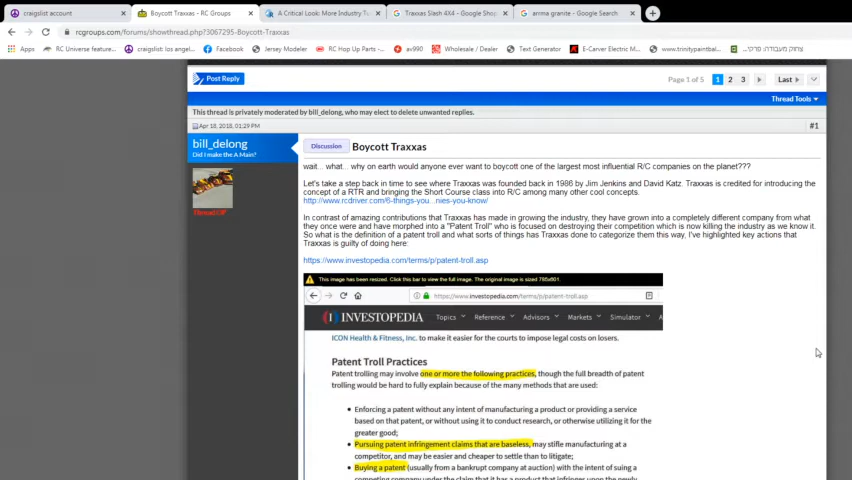 craigslist account
Boycott Traxxas - RC Groups
A Critical Look: More Industry T
Traxxas Slash 4X4 - Google Shop
arrma granite - Google Search
rcgroups.com/forums/showthread.php?3067295-Boycott-Traxxas
Apps
RC Universe feature...
craigslist: los angel...
Facebook
Jersey Modeler
RC Hop Up Parts - ...
av990
Wholesale / Dealer
Text Generator
E-Carver Electric M...
www.trinitypaintbal...
Post Reply
Page 1 of 5 1 2 3 Last
Thread Tools
This thread is privately moderated by bill_delong, who may elect to delete unwanted replies.
Apr 18, 2018, 01:29 PM
#1
bill_delong
Did I make the A Main?
Thread OP
Discussion Boycott Traxxas
wait... what... why on earth would anyone ever want to boycott one of the largest most influential R/C companies on the planet???
Let's take a step back in time to see where Traxxas was founded back in 1986 by Jim Jenkins and David Katz. Traxxas is credited for introducing the
concept of a RTR and bringing the Short Course class into R/C among many other cool concepts.
http://www.rcdriver.com/6-things-you...nies-you-know/
In contrast of amazing contributions that Traxxas has made in growing the industry, they have grown into a completely different company from what
they once were and have morphed into a "Patent Troll" who is focused on destroying their competition which is now killing the industry as we know it.
So what is the definition of a patent troll and what sorts of things has Traxxas done to categorize them this way, I've highlighted key actions that
Traxxas is guilty of doing here:
https://www.investopedia.com/terms/p/patent-troll.asp
This image has been resized. Click this bar to view the full image. The original image is sized 785x801.
https://www.investopedia.com/terms/p/patent-troll.asp
INVESTOPEDIA Topics Reference Advisors Markets Simulator A
ICON Health & Fitness, Inc. to make it easier for the courts to impose legal costs on losers.
Patent Troll Practices
Patent trolling may involve one or more the following practices, though the full breadth of patent
trolling would be hard to fully explain because of the many methods that are used:
• Enforcing a patent without any intent of manufacturing a product or providing a service
based on that patent, or without using it to conduct research, or otherwise utilizing it for the
greater good;
• Pursuing patent infringement claims that are baseless, may stifle manufacturing at a
competitor, and may be easier and cheaper to settle than to litigate;
• Buying a patent (usually from a bankrupt company at auction) with the intent of suing a
competing company under the claim that it has a product that infringes upon the newly